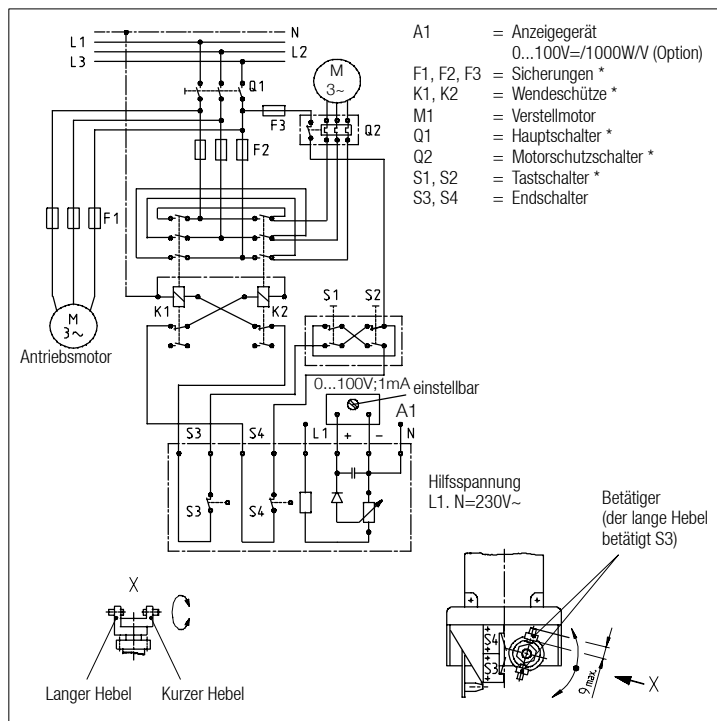 N
L1
L2
L3
Q1
M
3~
F3
Q2
F2
F1
K1
K2
S1
S2
M
3~
Antriebsmotor
0...100V;1mA
einstellbar
A1
S3
S4
L1
+
−
N
S3
S4
Hilfsspannung
L1. N=230V~
A1 = Anzeigegerät
0...100V=/1000W/V (Option)
F1, F2, F3 = Sicherungen *
K1, K2 = Wendeschütze *
M1 = Verstellmotor
Q1 = Hauptschalter *
Q2 = Motorschutzschalter *
S1, S2 = Tastschalter *
S3, S4 = Endschalter
Betätiger
(der lange Hebel
betätigt S3)
X
Langer Hebel
Kurzer Hebel
+
+
+
S4
+
+
S3
+
9 max.
X